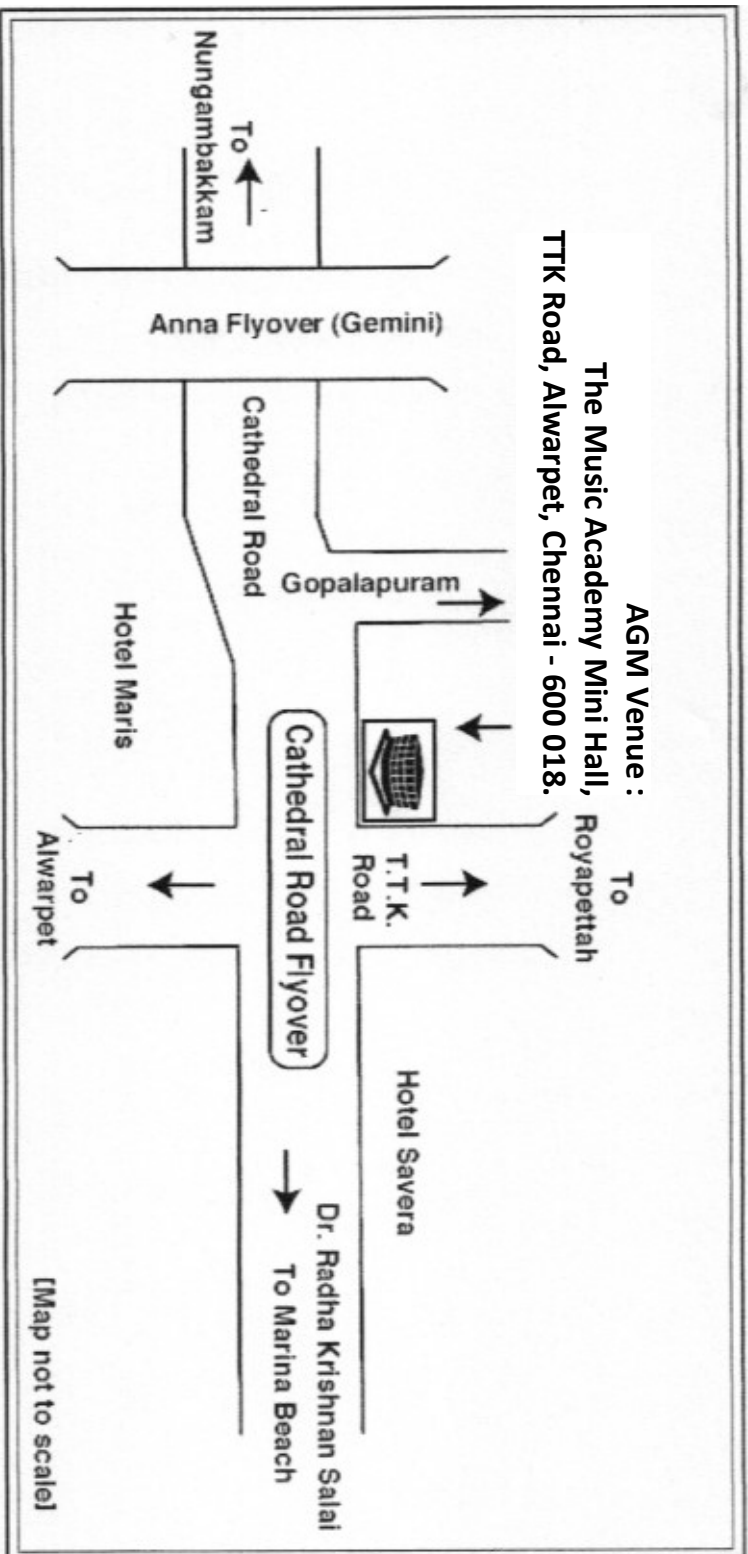 AGM Venue :
The Music Academy Mini Hall,
TTK Road, Alwarpet, Chennai - 600 018.
To
Royapettah
Gopalapuram
T.T.K.
Road
Hotel Savera
Anna Flyover (Gemini)
To
Nungambakkam
Cathedral Road
Cathedral Road Flyover
Dr. Radha Krishnan Salai
To Marina Beach
Hotel Maris
To
Alwarpet
[Map not to scale]